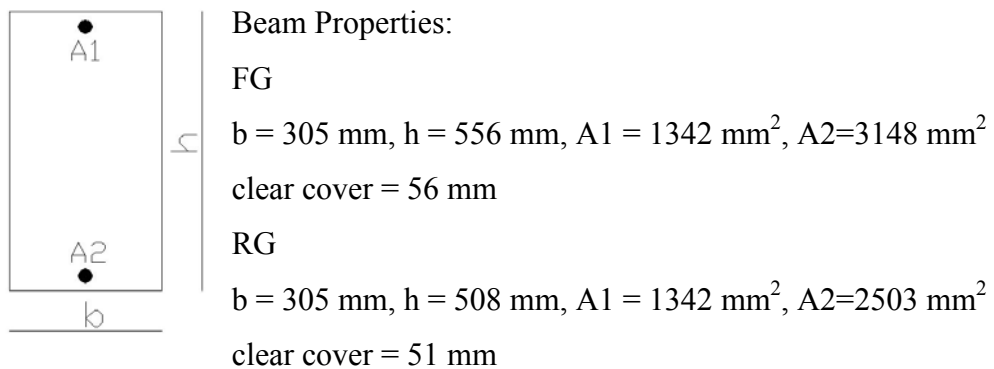 A1
h
A2
b
Beam Properties:
FG
b = 305 mm, h = 556 mm, A1 = 1342 mm², A2=3148 mm²
clear cover = 56 mm
RG
b = 305 mm, h = 508 mm, A1 = 1342 mm², A2=2503 mm²
clear cover = 51 mm